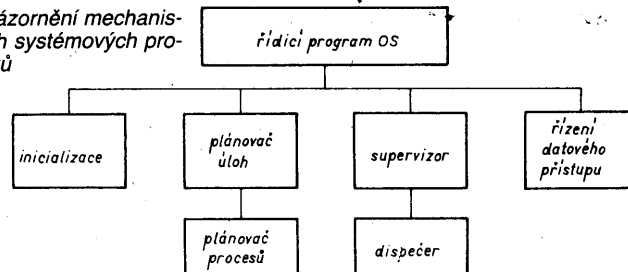 ázornění mechanis-
h systémových pro-
ů
řídicí program OS
inicializace
plánovač
úloh
supervizor
řízení
datového
přístupu
plánovač
procesů
dispečer